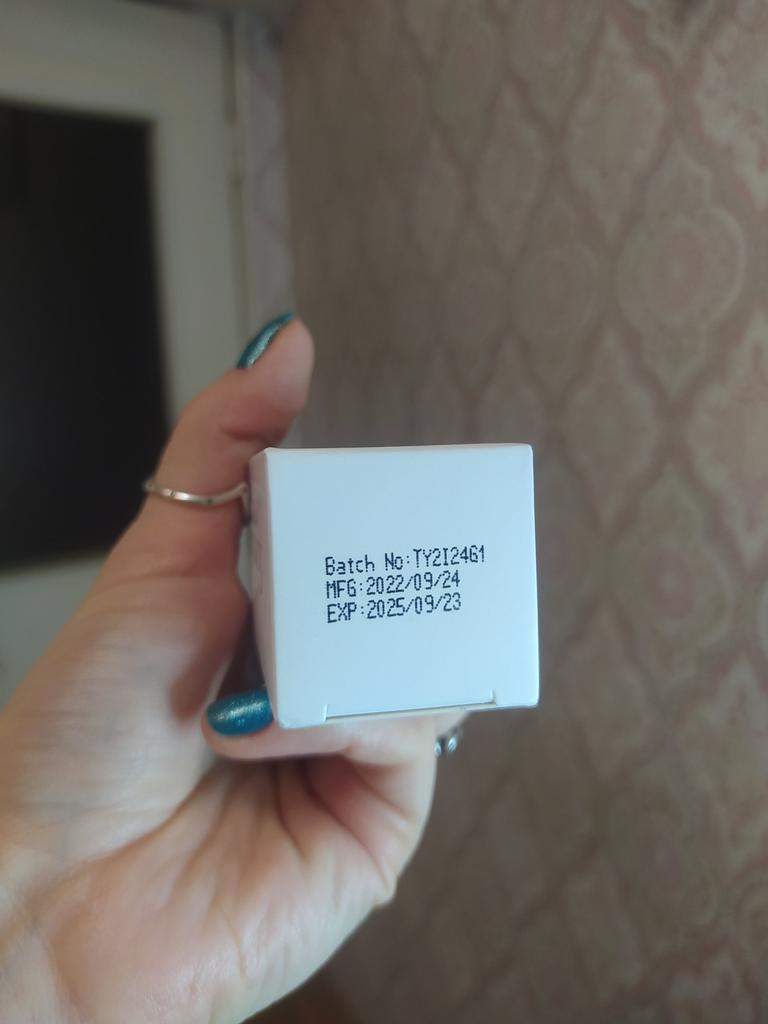 Batch No:TY2I24G1
MFG:2022/09/24
EXP:2025/09/23